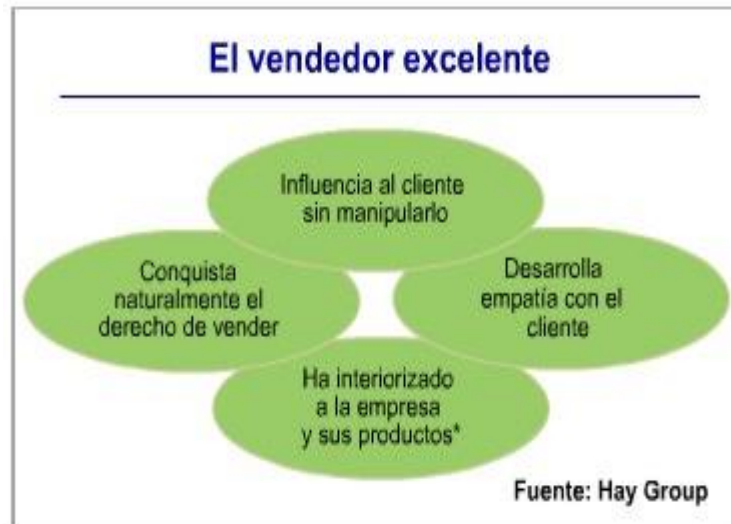 El vendedor excelente
Influencia al cliente
sin manipularlo
Conquista
naturalmente el
derecho de vender
Desarrolla
empatía con el
cliente
Ha interiorizado
a la empresa
y sus productos*
Fuente: Hay Group